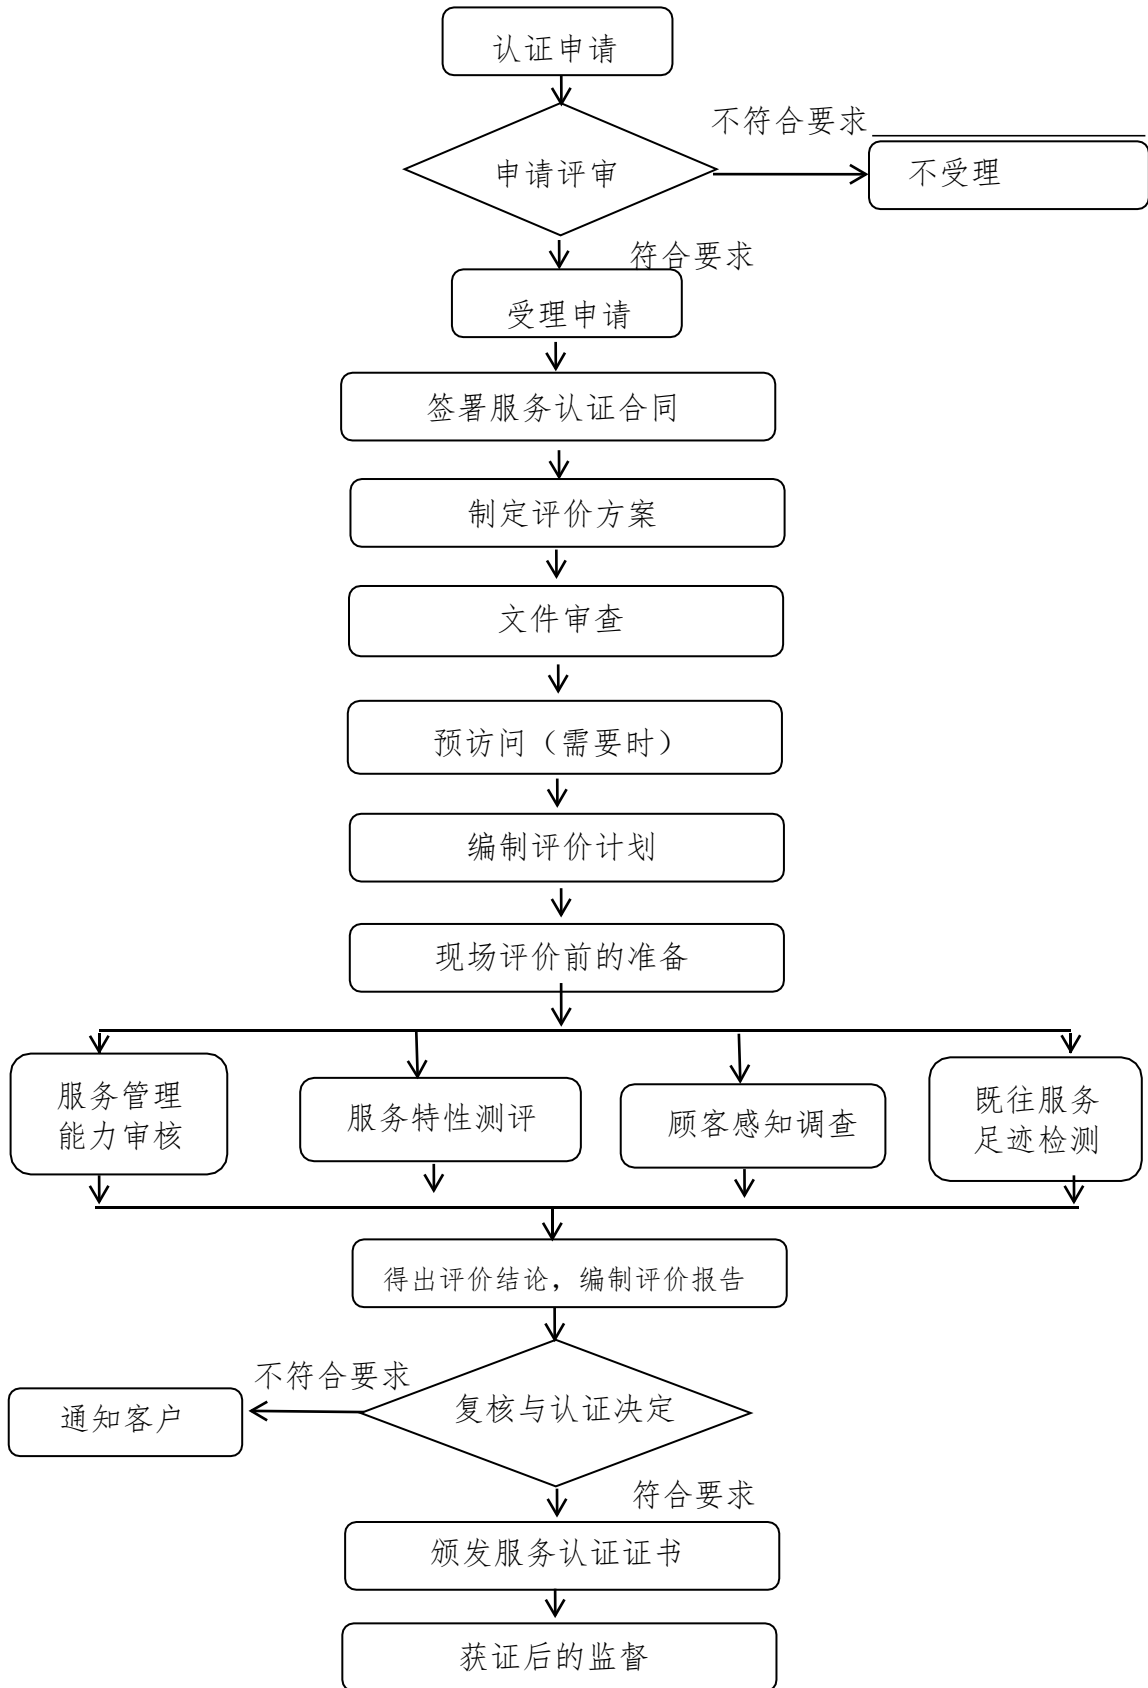 认证申请
不符合要求
申请评审
不受理
符合要求
受理申请
签署服务认证合同
制定评价方案
文件审查
预访问（需要时）
编制评价计划
现场评价前的准备
服务管理
能力审核
服务特性测评
顾客感知调查
既往服务
足迹检测
得出评价结论，编制评价报告
不符合要求
复核与认证决定
通知客户
符合要求
颁发服务认证证书
获证后的监督